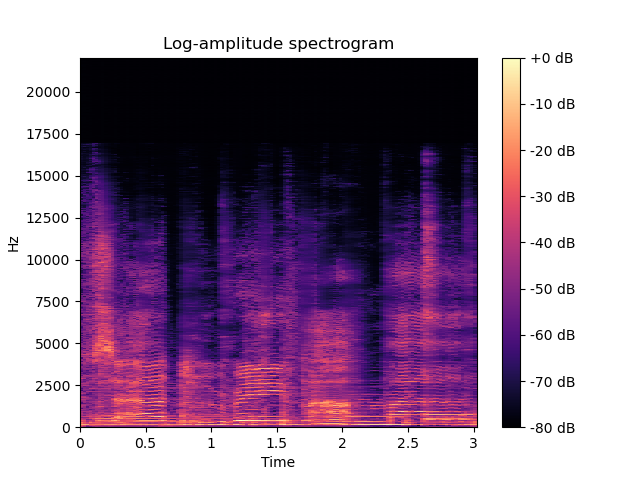 Log-amplitude spectrogram
Hz
20000
17500
15000
12500
10000
7500
5000
2500
0
0 0.5 1 1.5 2 2.5 3
Time
+0 dB
-10 dB
-20 dB
-30 dB
-40 dB
-50 dB
-60 dB
-70 dB
-80 dB